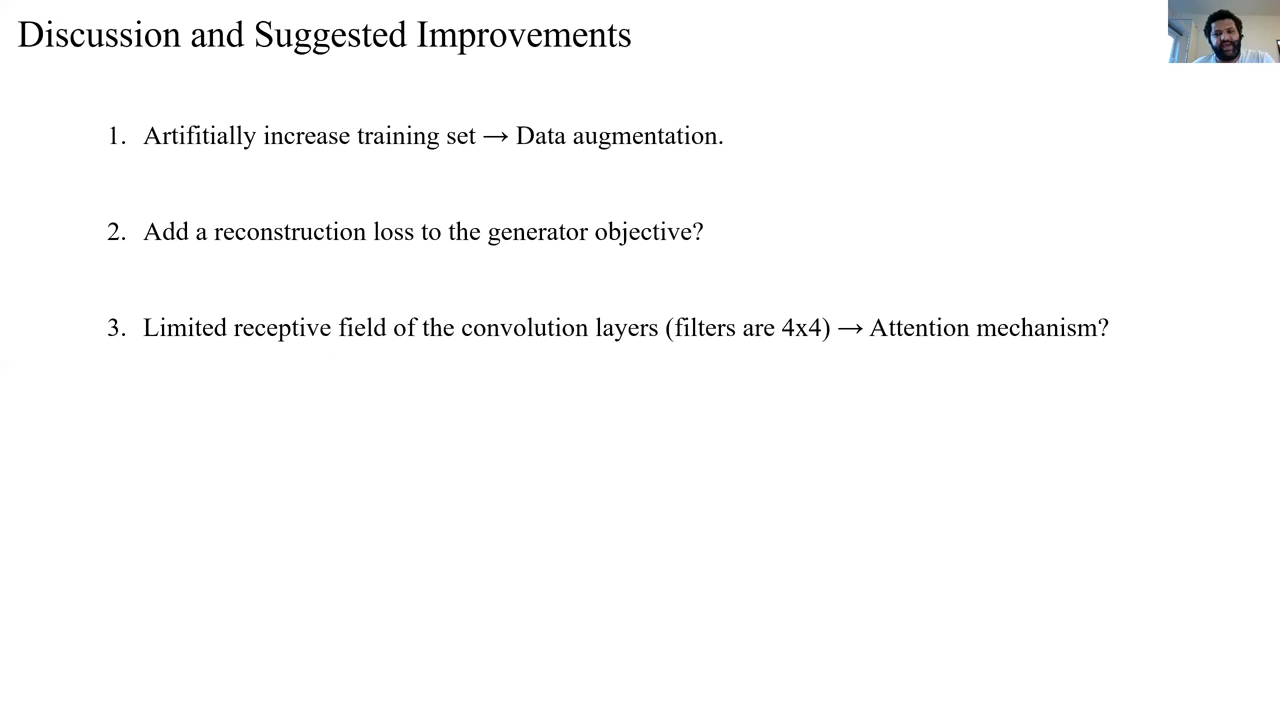 Discussion and Suggested Improvements
1. Artifitially increase training set → Data augmentation.
2. Add a reconstruction loss to the generator objective?
3. Limited receptive field of the convolution layers (filters are 4x4) → Attention mechanism?